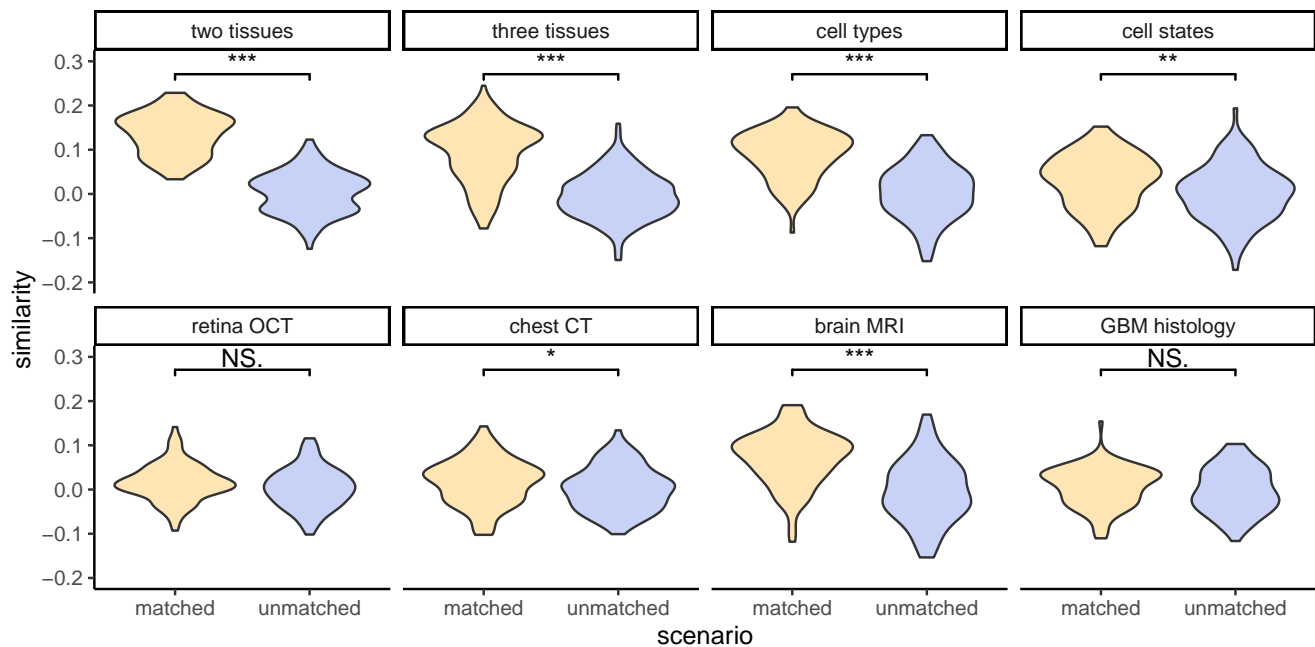 two tissues three tissues cell types cell states
*** *** *** **
0.3
0.2
0.1
0.0
−0.1
−0.2
similarity
retina OCT chest CT brain MRI GBM histology
NS. * *** NS.
0.3
0.2
0.1
0.0
−0.1
−0.2
matched unmatched matched unmatched matched unmatched matched unmatched
scenario